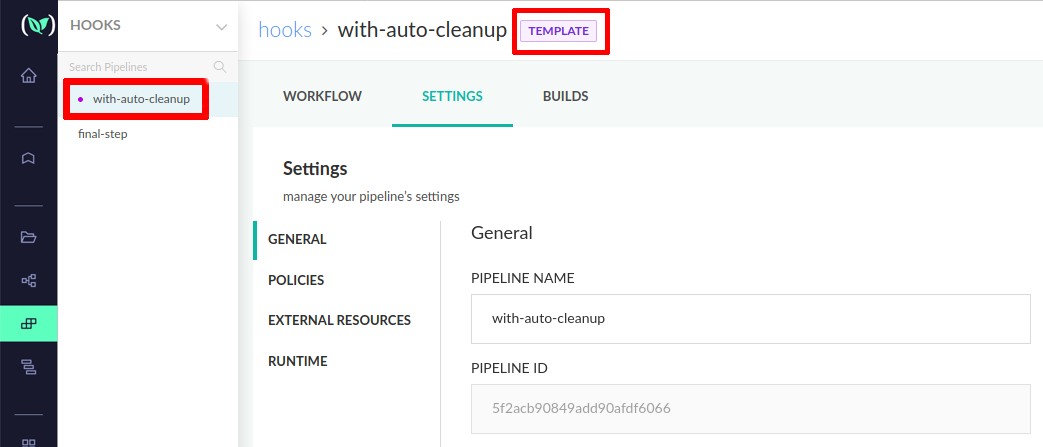 HOOKS
hooks > with-auto-cleanup TEMPLATE
Search Pipelines
with-auto-cleanup
final-step
WORKFLOW SETTINGS BUILDS
Settings
manage your pipeline's settings
GENERAL
POLICIES
EXTERNAL RESOURCES
RUNTIME
General
PIPELINE NAME
with-auto-cleanup
PIPELINE ID
5f2acb90849add90afdf6066